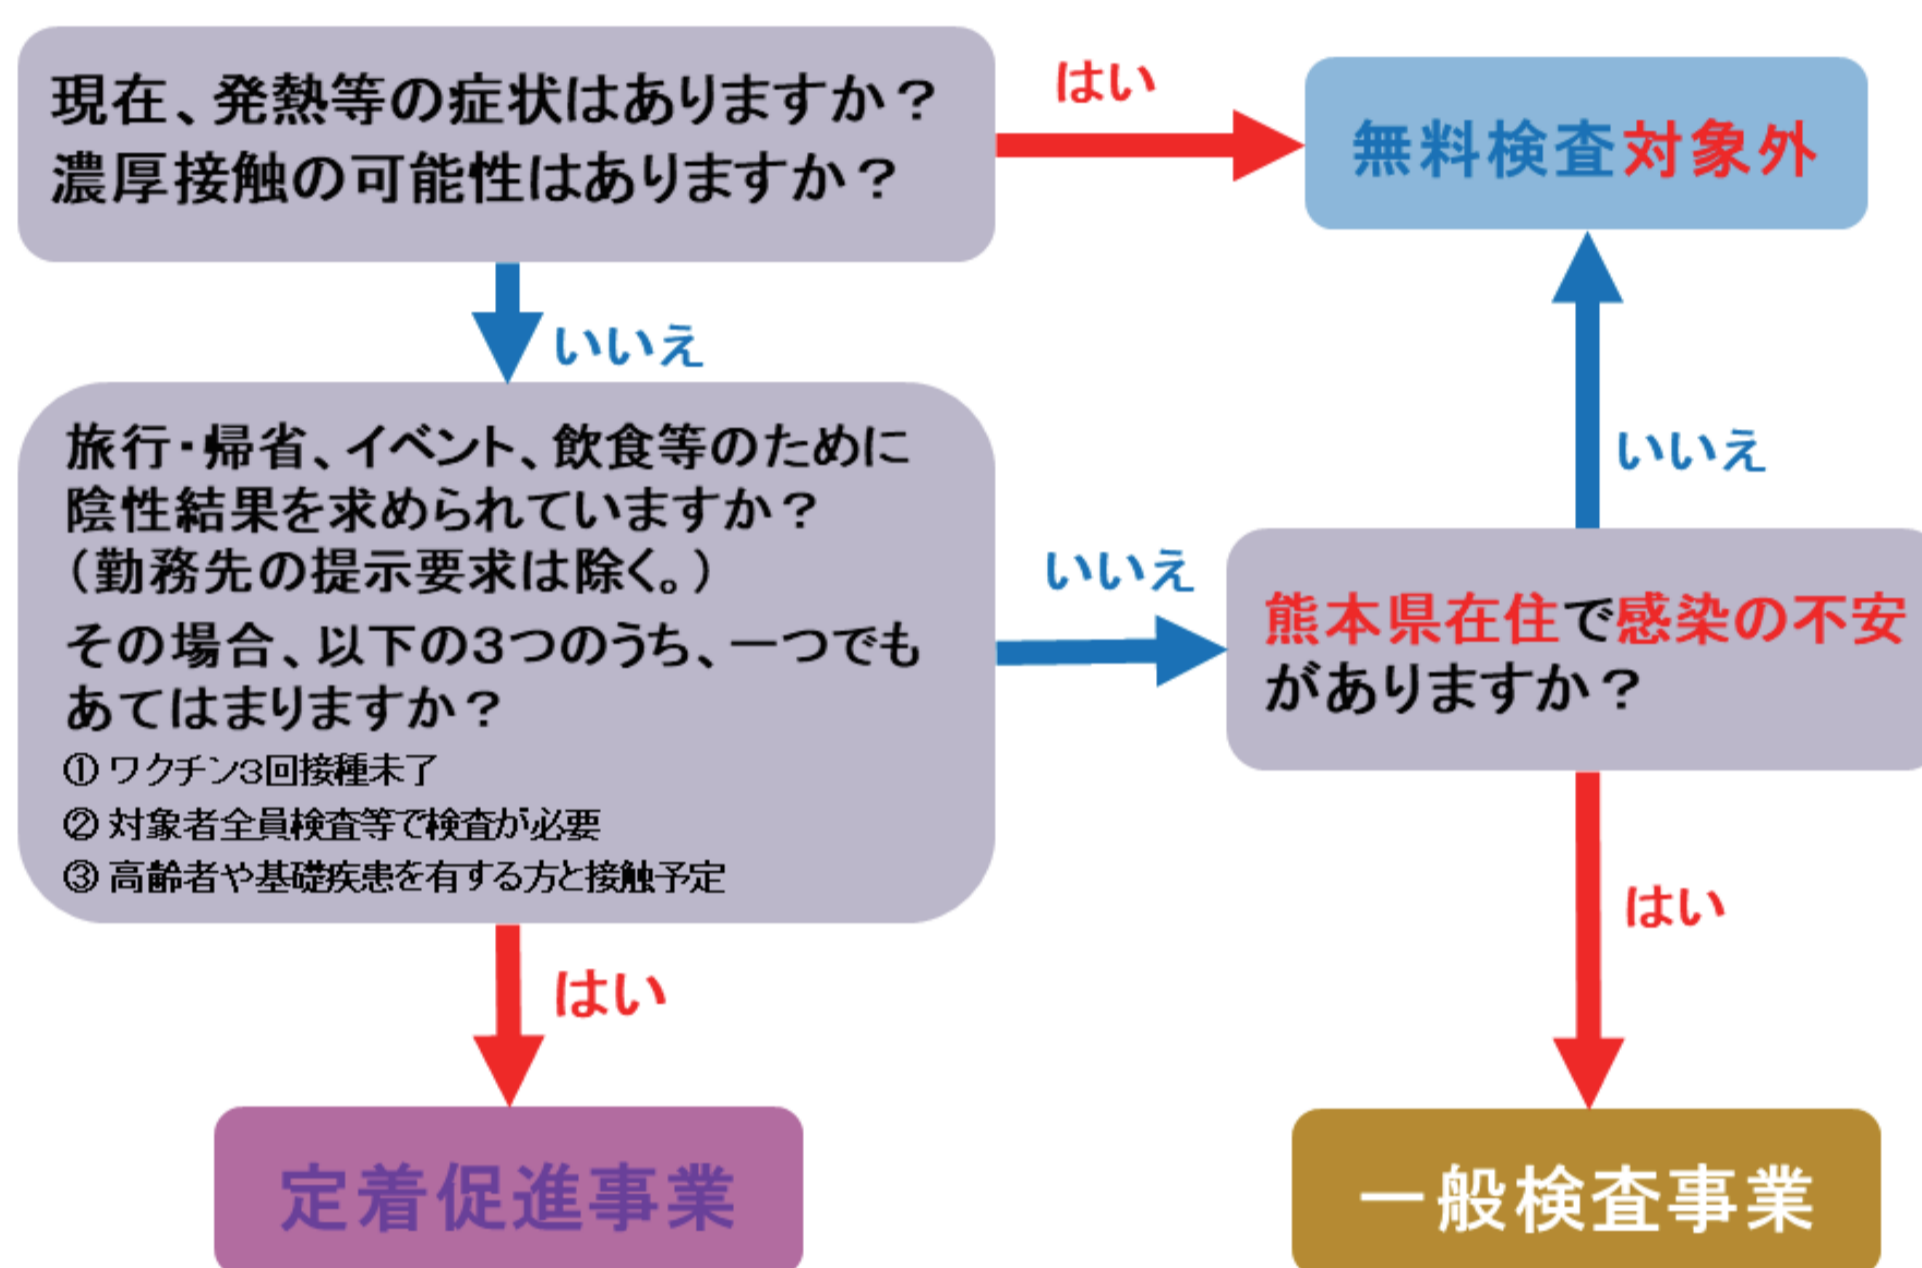 現在、発熱等の症状はありますか？
濃厚接触の可能性はありますか？
はい
無料検査対象外
いいえ
旅行・帰省、イベント、飲食等のために
陰性結果を求められていますか？
（勤務先の提示要求は除く。）
その場合、以下の3つのうち、一つでも
あてはまりますか？
① ワクチン3回接種未了
② 対象者全員検査等で検査が必要
③ 高齢者や基礎疾患を有する方と接触予定
いいえ
いいえ
熊本県在住で感染の不安
がありますか？
はい
はい
定着促進事業
一般検査事業